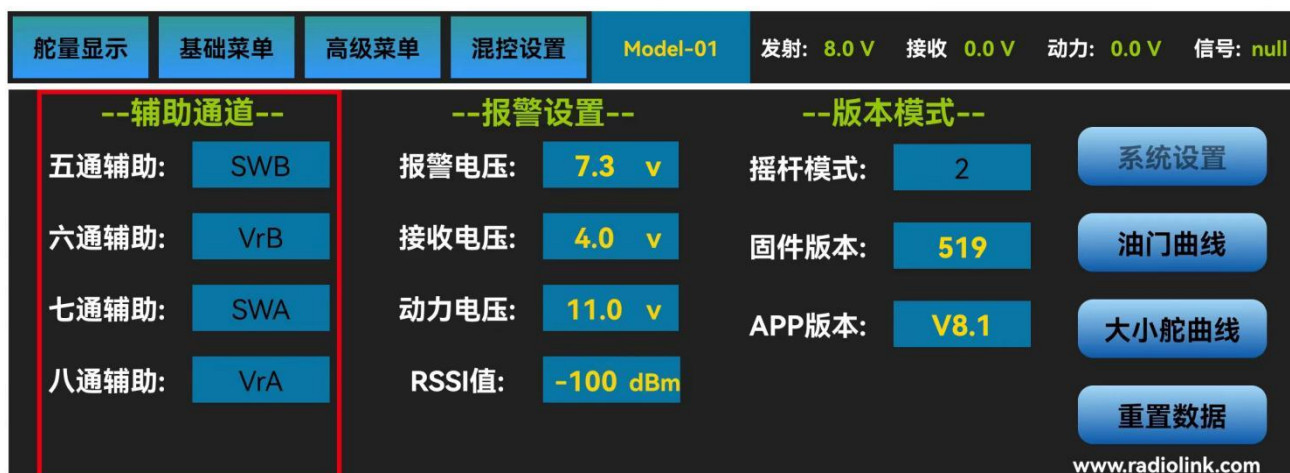 舵量显示 基础菜单 高级菜单 混控设置 Model-01 发射: 8.0 V 接收 0.0 V 动力: 0.0 V 信号: null
--辅助通道-- --报警设置-- --版本模式--
五通辅助: SWB 报警电压: 7.3 v 摇杆模式: 2 系统设置
六通辅助: VrB 接收电压: 4.0 v 固件版本: 519 油门曲线
七通辅助: SWA 动力电压: 11.0 v APP版本: V8.1 大小舵曲线
八通辅助: VrA RSSI值: -100 dBm 重置数据
www.radiolink.com